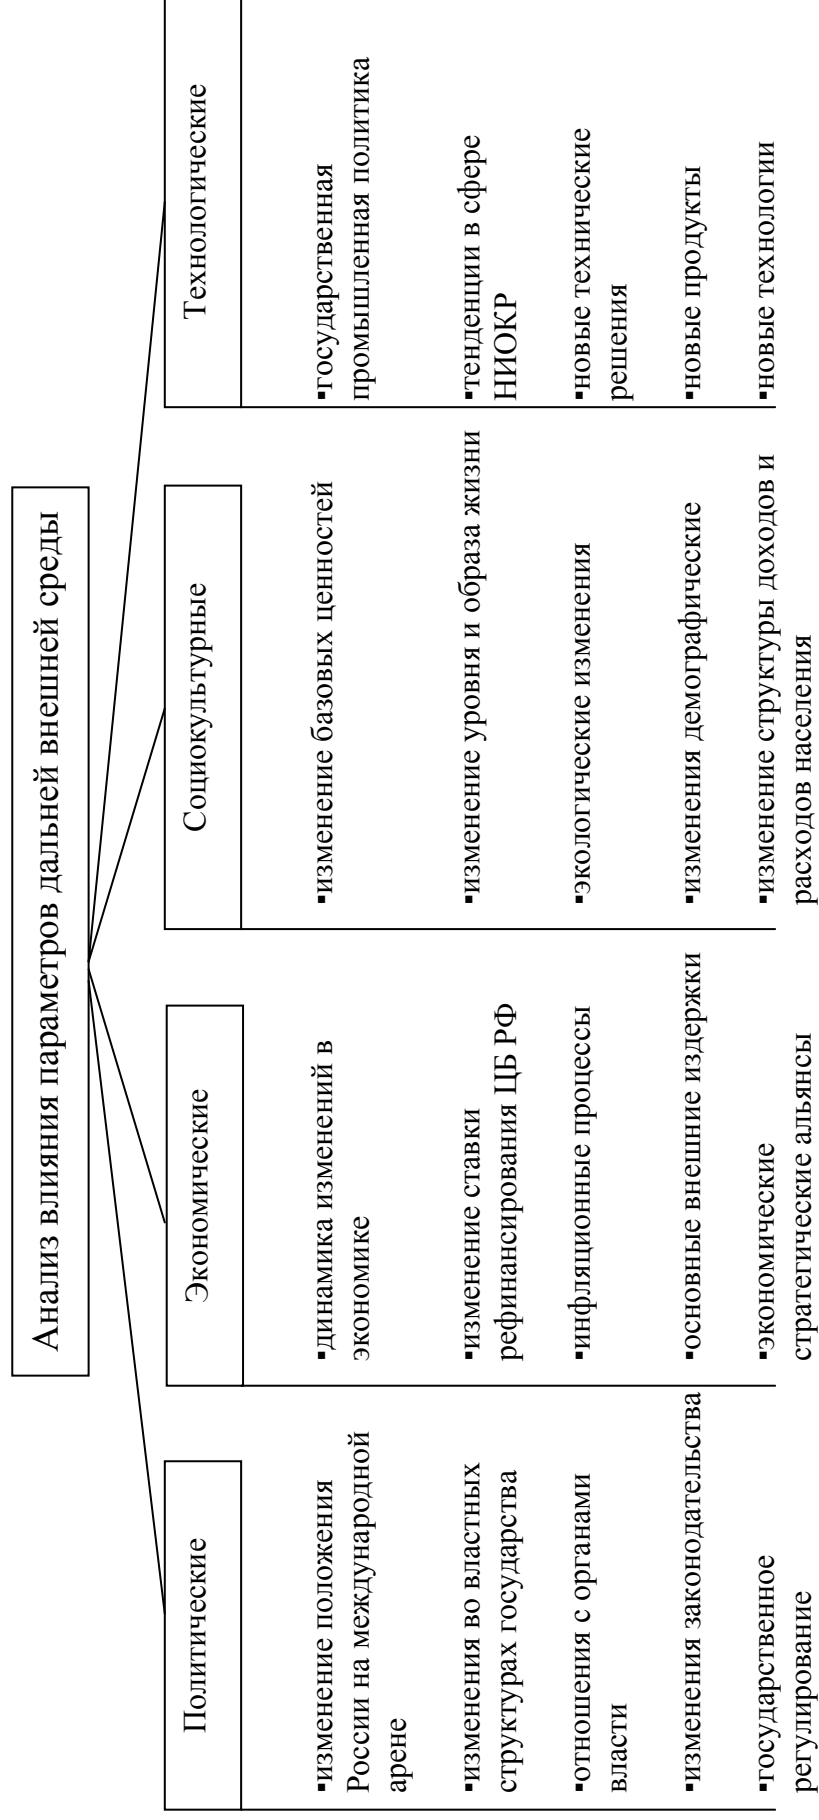 Анализ влияния параметров дальней внешней среды
Политические
▪изменение положения
России на международной
арене
▪изменения во властных
структурах государства
▪отношения с органами
власти
▪изменения законодательства
▪государственное
регулирование
Экономические
▪динамика изменений в
экономике
▪изменение ставки
рефинансирования ЦБ РФ
▪инфляционные процессы
▪основные внешние издержки
▪экономические
стратегические альянсы
Социокультурные
▪изменение базовых ценностей
▪изменение уровня и образа жизни
▪экологические изменения
▪изменения демографические
▪изменение структуры доходов и
расходов населения
Технологические
▪государственная
промышленная политика
▪тенденции в сфере
НИОКР
▪новые технические
решения
▪новые продукты
▪новые технологии